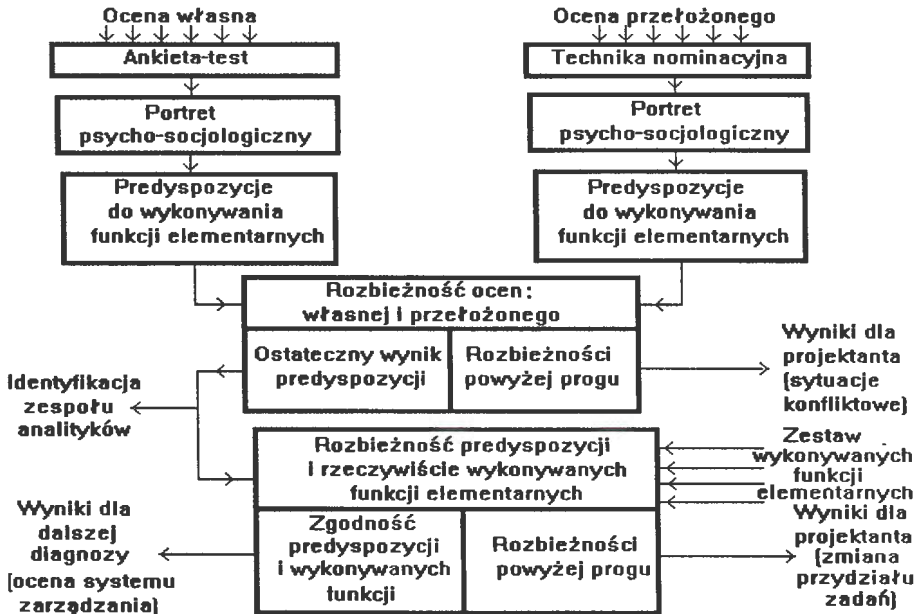 Ocena własna
Ankieta-test
Portret
psycho-socjologiczny
Predyspozycje
do wykonywania
funkcji elementarnych
Ocena przełożonego
Technika nominacyjna
Portret
psycho-socjologiczny
Predyspozycje
do wykonywania
funkcji elementarnych
Rozbieżność ocen:
własnej i przełożonego
Ostateczny wynik
predyspozycji
Rozbieżności
powyżej progu
Wyniki dla
projektanta
(sytuacje
konfliktowe)
Identyfikacja
zespołu
analityków
Rozbieżność predyspozycji
i rzeczywiście wykonywanych
funkcji elementarnych
Zestaw
wykonywanych
funkcji
elementarnych
Zgodność
predyspozycji
i wykonywanych
funkcji
Rozbieżności
powyżej progu
Wyniki dla
dalszej
diagnozy
(ocena systemu
zarządzania)
Wyniki dla
projektanta
(zmiana
przydziału
zadań)